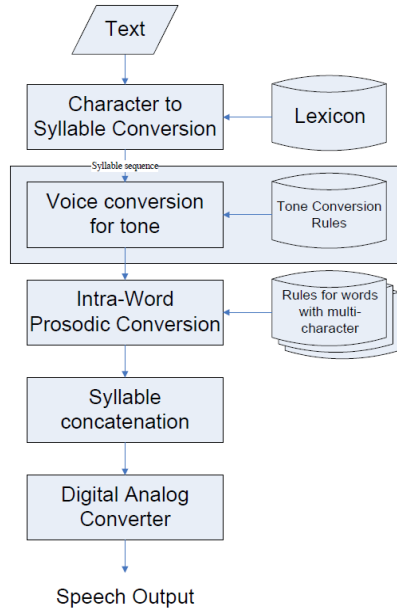 Text
Character to
Syllable Conversion
Lexicon
Syllable sequence
Voice conversion
for tone
Tone Conversion
Rules
Intra-Word
Prosodic Conversion
Rules for words
with multi-
character
Syllable
concatenation
Digital Analog
Converter
Speech Output